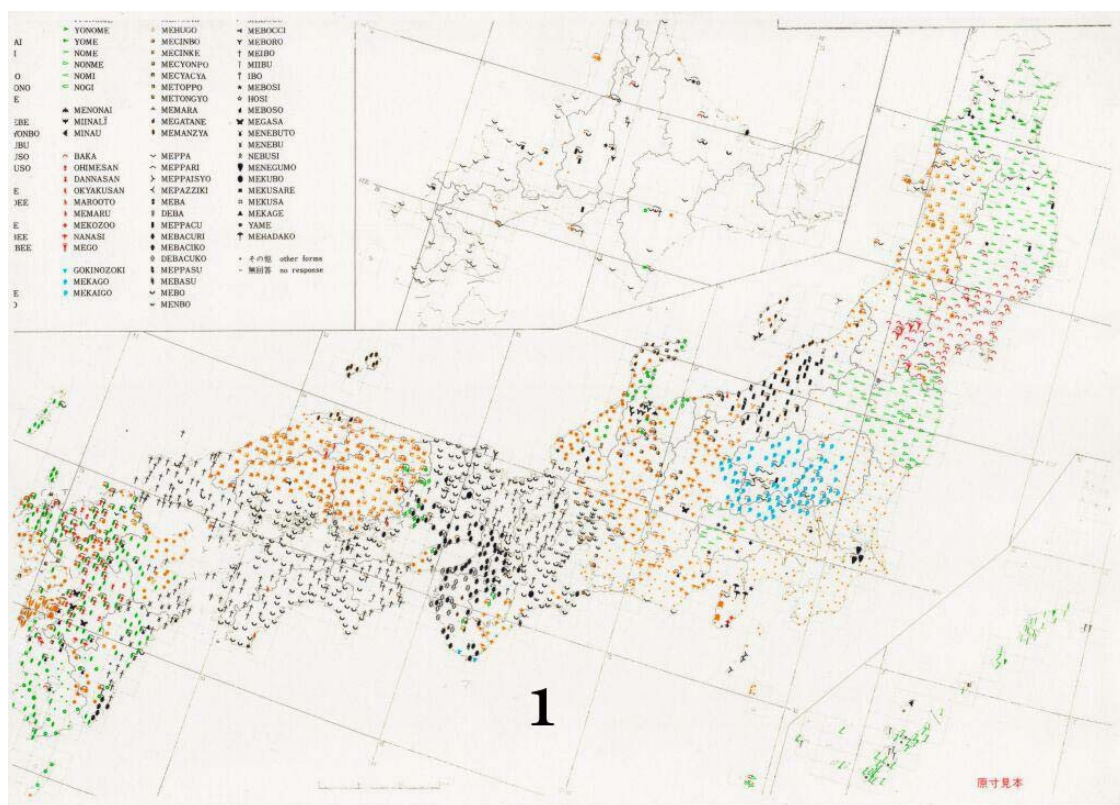 YONOME
YOME
NOME
NONME
NOMI
NOGI
MENONAI
MIINALĬ
MINAU
BAKA
OHIMESAN
DANNASAN
OKYAKUSAN
MAROOTO
MEMARU
MEKOZOO
NANASI
MEGO
GOKINOZOKI
MEKAGO
MEKAIGO
MEHUGO
MECINBO
MECINKE
MECYONPO
MECYACYA
METOPPO
METONGYO
MEMARA
MEGATANE
MEMANZYA
MEPPA
MEPPARI
MEPPAISYO
MEPAZZIKI
MEBA
DEBA
MEPPACU
MEBACURI
MEBACIKO
DEBACUKO
MEPPASU
MEBASU
MEBO
MENBO
MEBOCCI
MEBORO
MEIBO
MIIBU
IBO
MEBOSI
HOSI
MEBOSO
MEGASA
MENEBUTO
MENEBU
NEBUSI
MENEGUMO
MEKUBO
MEKUSARE
MEKUSA
MEKAGE
YAME
MEHADAKO
その他 other forms
無回答 no response
1
原寸見本